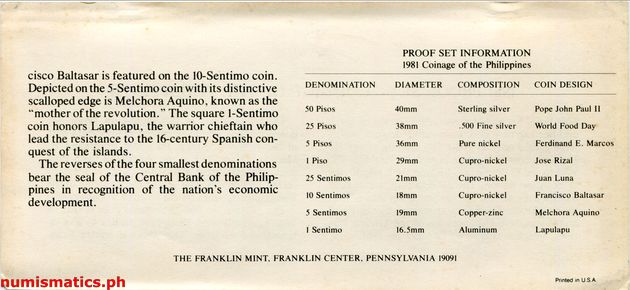 cisco Baltasar is featured on the 10-Sentimo coin.
Depicted on the 5-Sentimo coin with its distinctive
scalloped edge is Melchora Aquino, known as the
“mother of the revolution.” The square 1-Sentimo
coin honors Lapulapu, the warrior chieftain who
lead the resistance to the 16-century Spanish con-
quest of the islands.
The reverses of the four smallest denominations
bear the seal of the Central Bank of the Philip-
pines in recognition of the nation’s economic
development.
PROOF SET INFORMATION
1981 Coinage of the Philippines
DENOMINATION DIAMETER COMPOSITION COIN DESIGN
50 Pisos 40mm Sterling silver Pope John Paul II
25 Pisos 38mm .500 Fine silver World Food Day
5 Pisos 36mm Pure nickel Ferdinand E. Marcos
1 Piso 29mm Cupro-nickel Jose Rizal
25 Sentimos 21mm Cupro-nickel Juan Luna
10 Sentimos 18mm Cupro-nickel Francisco Baltasar
5 Sentimos 19mm Copper-zinc Melchora Aquino
1 Sentimo 16.5mm Aluminum Lapulapu
THE FRANKLIN MINT, FRANKLIN CENTER, PENNSYLVANIA 19091
numismatics.ph
Printed in U.S.A.